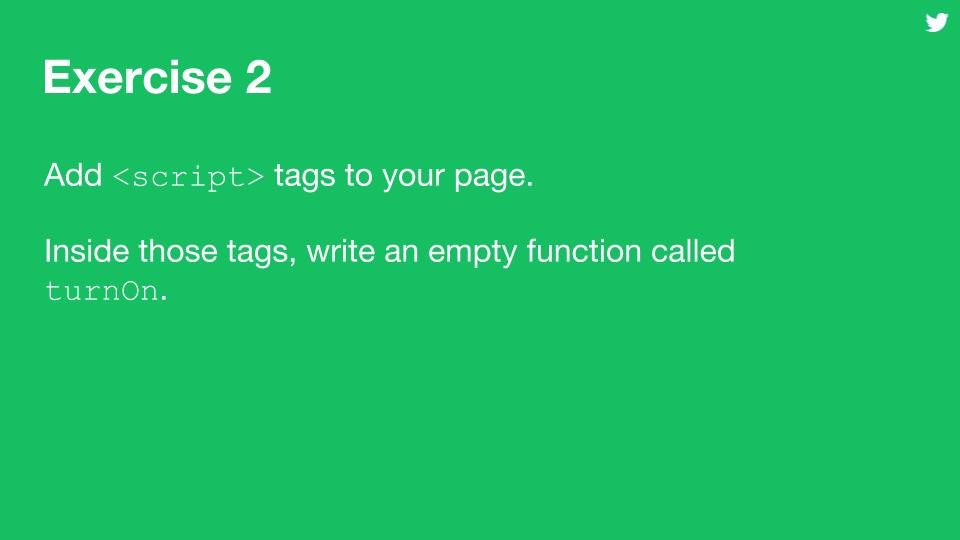 Exercise 2
Add <script> tags to your page.
Inside those tags, write an empty function called
turnOn.